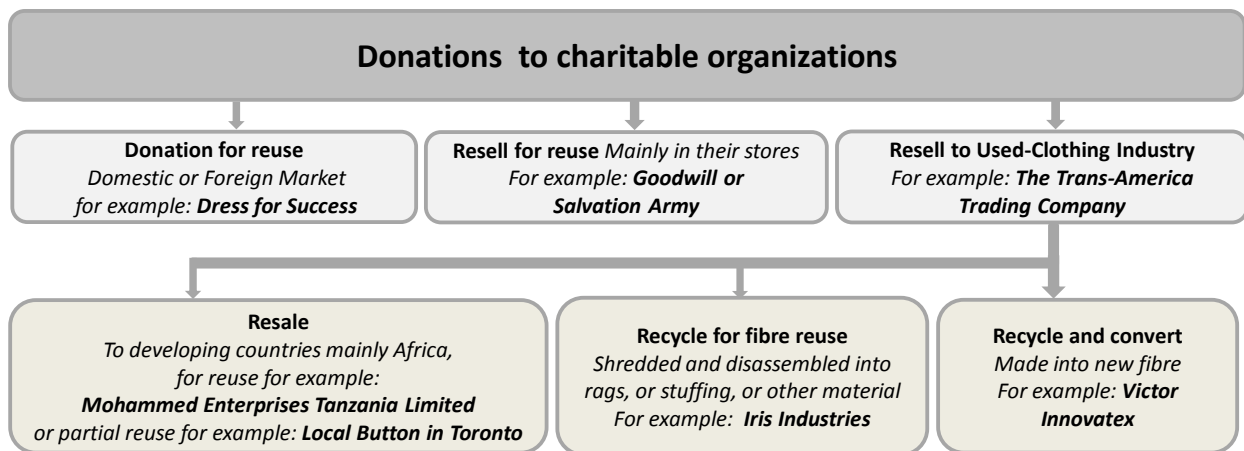 Donations to charitable organizations
Donation for reuse
Domestic or Foreign Market
for example: Dress for Success
Resell for reuse Mainly in their stores
For example: Goodwill or
Salvation Army
Resell to Used-Clothing Industry
For example: The Trans-America
Trading Company
Resale
To developing countries mainly Africa,
for reuse for example:
Mohammed Enterprises Tanzania Limited
or partial reuse for example: Local Button in Toronto
Recycle for fibre reuse
Shredded and disassembled into
rags, or stuffing, or other material
For example: Iris Industries
Recycle and convert
Made into new fibre
For example: Victor
Innovatex